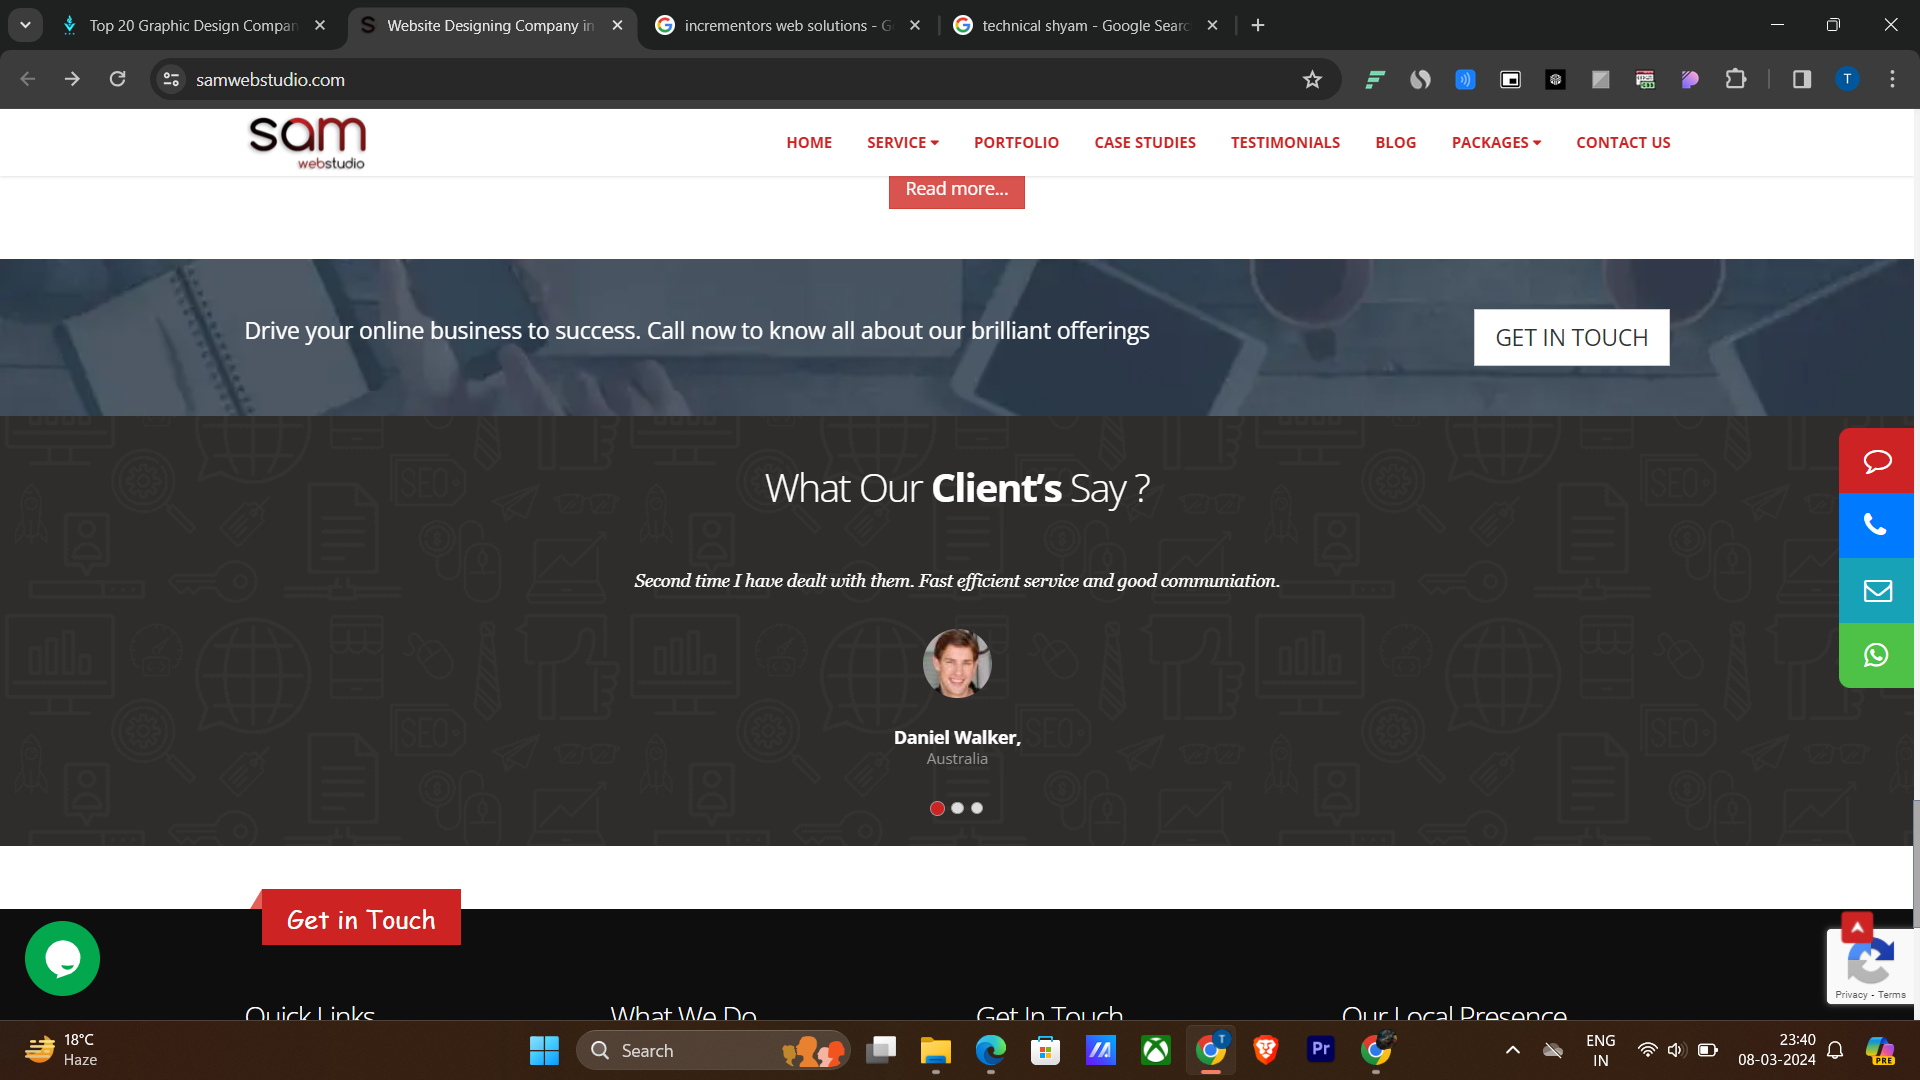 Top 20 Graphic Design Compan
Website Designing Company in
incrementors web solutions - G
technical shyam - Google Searc
samwebstudio.com
T
sam
webstudio
HOME
SERVICE
PORTFOLIO
CASE STUDIES
TESTIMONIALS
BLOG
PACKAGES
CONTACT US
Read more...
Drive your online business to success. Call now to know all about our brilliant offerings
GET IN TOUCH
What Our Client's Say ?
Second time I have dealt with them. Fast efficient service and good communiation.
Daniel Walker,
Australia
Get in Touch
Privacy - Terms
Quick Links
What We Do
Get In Touch
Our Local Presence
18°C
Haze
Search
T
Pr
ENG
IN
23:40
08-03-2024
PRE